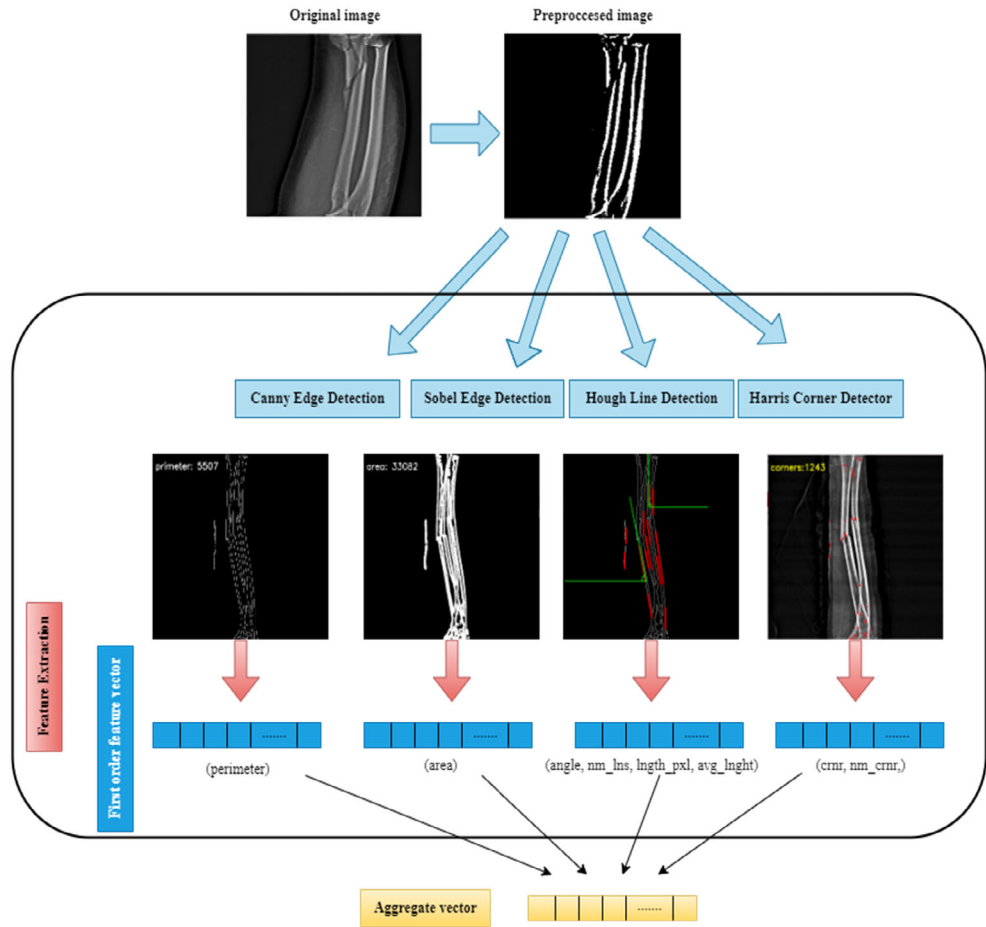 Original image
Preproccesed image
Canny Edge Detection
Sobel Edge Detection
Hough Line Detection
Harris Corner Detector
primeter: 5507
area: 33082
corners:1243
Feature Extraction
First order feature vector
.......
.......
.......
.......
(perimeter)
(area)
(angle, nm_lns, lngth_pxl, avg_lnght)
(crnr, nm_crnr,)
Aggregate vector
.......